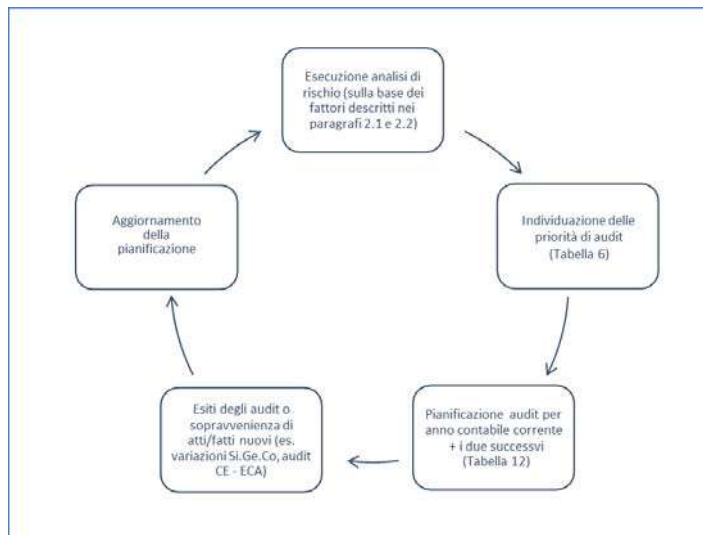 Esecuzione analisi di
rischio (sulla base dei
fattori descritti nei
paragrafi 2.1 e 2.2)
Individuazione delle
priorità di audit
(Tabella 6)
Pianificazione audit per
anno contabile corrente
+ i due successvi
(Tabella 12)
Esiti degli audit o
sopravvenienza di
atti/fatti nuovi (es.
variazioni Si.Ge.Co, audit
CE - ECA)
Aggiornamento
della
pianificazione